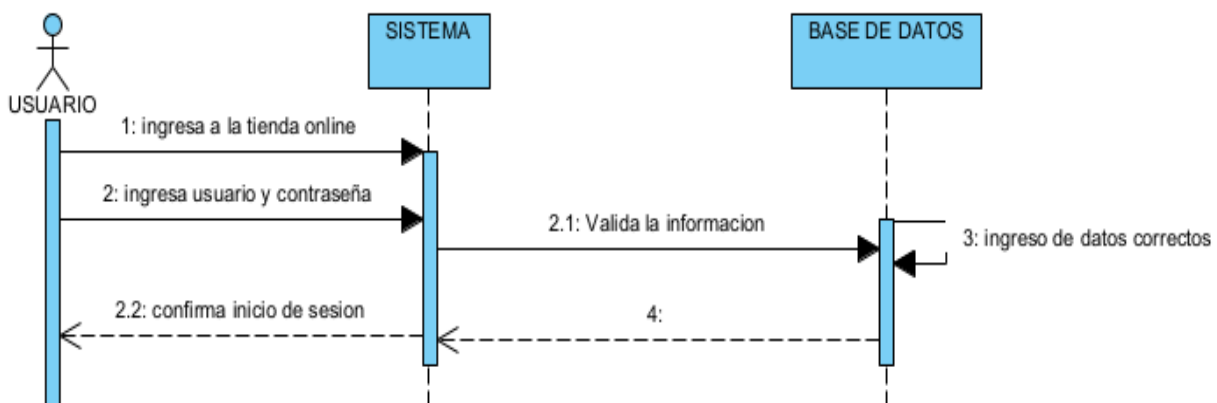 SISTEMA
BASE DE DATOS
USUARIO
1: ingresa a la tienda online
2: ingresa usuario y contraseña
2.1: Valida la informacion
3: ingreso de datos correctos
2.2: confirma inicio de sesion
4: